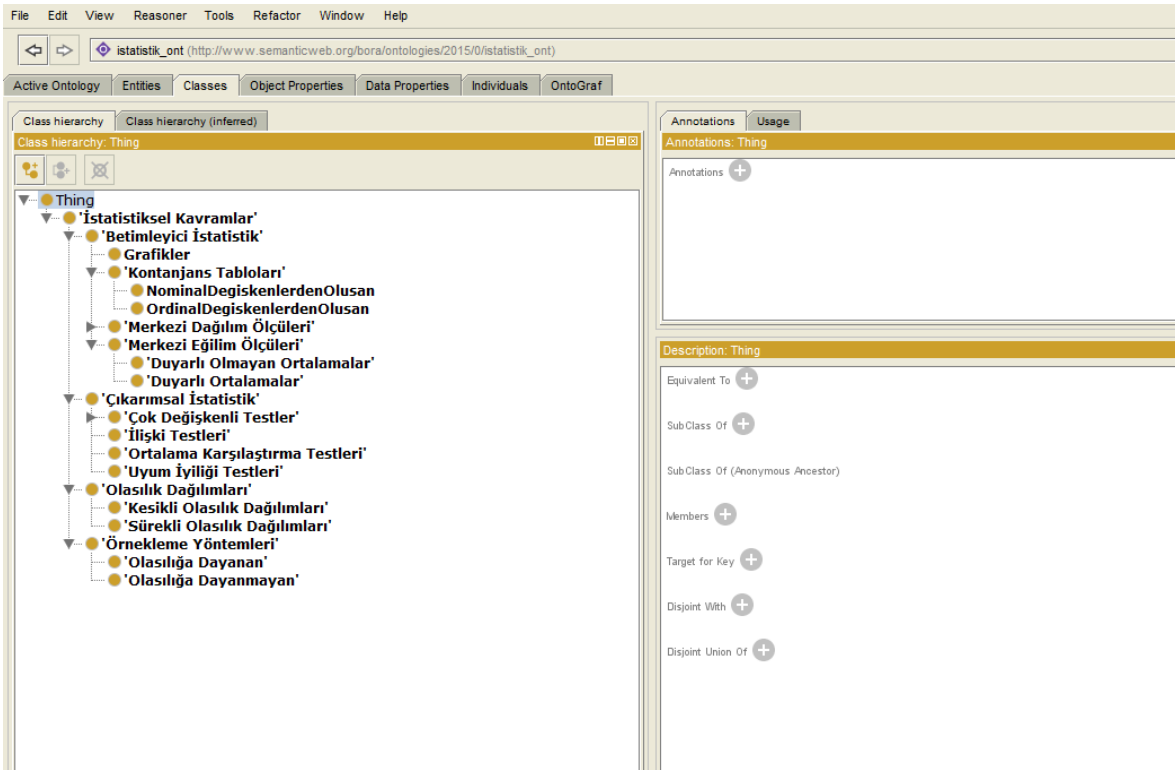 File Edit View Reasoner Tools Refactor Window Help
istatistik_ont (http://www.semanticweb.org/bora/ontologies/2015/0/istatistik_ont)
Active Ontology Entities Classes Object Properties Data Properties Individuals OntoGraf
Class hierarchy Class hierarchy (inferred)
Class hierarchy: Thing
Thing
'İstatistiksel Kavramlar'
'Betimleyici İstatistik'
Grafikler
'Kontanjans Tabloları'
NominalDegiskenlerdenOlusan
OrdinalDegiskenlerdenOlusan
'Merkezi Dağılım Ölçüleri'
'Merkezi Eğilim Ölçüleri'
'Duyarlı Olmayan Ortalamalar'
'Duyarlı Ortalamalar'
'Çıkarımsal İstatistik'
'Çok Değişkenli Testler'
'İlişki Testleri'
'Ortalama Karşılaştırma Testleri'
'Uyum İyiliği Testleri'
'Olasılık Dağılımları'
'Kesikli Olasılık Dağılımları'
'Sürekli Olasılık Dağılımları'
'Örnekleme Yöntemleri'
'Olasılığa Dayanan'
'Olasılığa Dayanmayan'
Annotations Usage
Annotations: Thing
Annotations
Description: Thing
Equivalent To
SubClass Of
SubClass Of (Anonymous Ancestor)
Members
Target for Key
Disjoint With
Disjoint Union Of